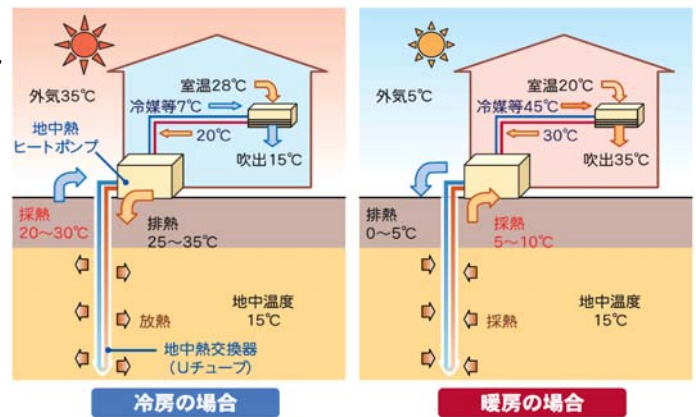 外気35℃
室温28℃
冷媒等7℃
20℃
吹出15℃
地中熱
ヒートポンプ
採熱
20～30℃
排熱
25～35℃
放熱
地中温度
15℃
地中熱交換器
（Uチューブ）
冷房の場合
外気5℃
室温20℃
冷媒等45℃
30℃
吹出35℃
排熱
0～5℃
採熱
5～10℃
採熱
地中温度
15℃
暖房の場合